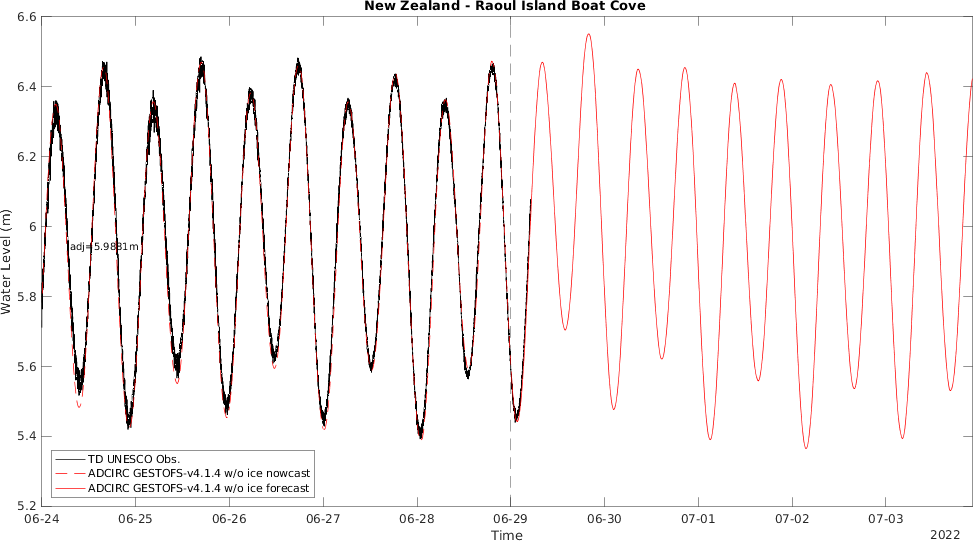 New Zealand - Raoul Island Boat Cove
6.6
6.4
6.2
6
5.8
5.6
5.4
5.2
Water Level (m)
adj=5.9881m
TD UNESCO Obs.
ADCIRC GESTOFS-v4.1.4 w/o ice nowcast
ADCIRC GESTOFS-v4.1.4 w/o ice forecast
06-24 06-25 06-26 06-27 06-28 06-29 06-30 07-01 07-02 07-03
Time
2022